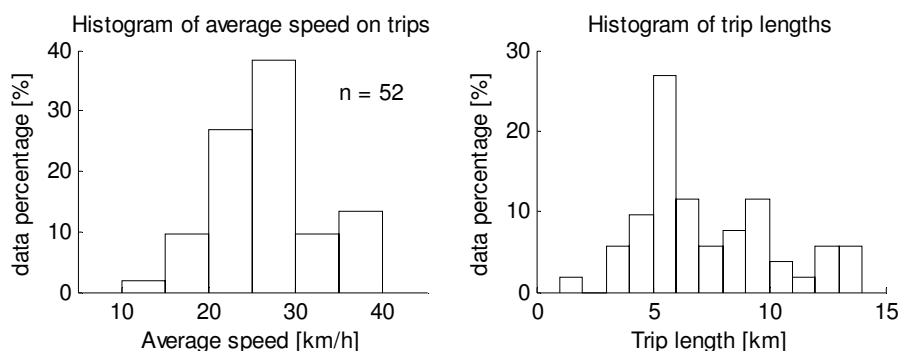 Histogram of average speed on trips
40
30
20
10
0
data percentage [%]
n = 52
10 20 30 40
Average speed [km/h]
Histogram of trip lengths
30
20
10
0
data percentage [%]
0 5 10 15
Trip length [km]